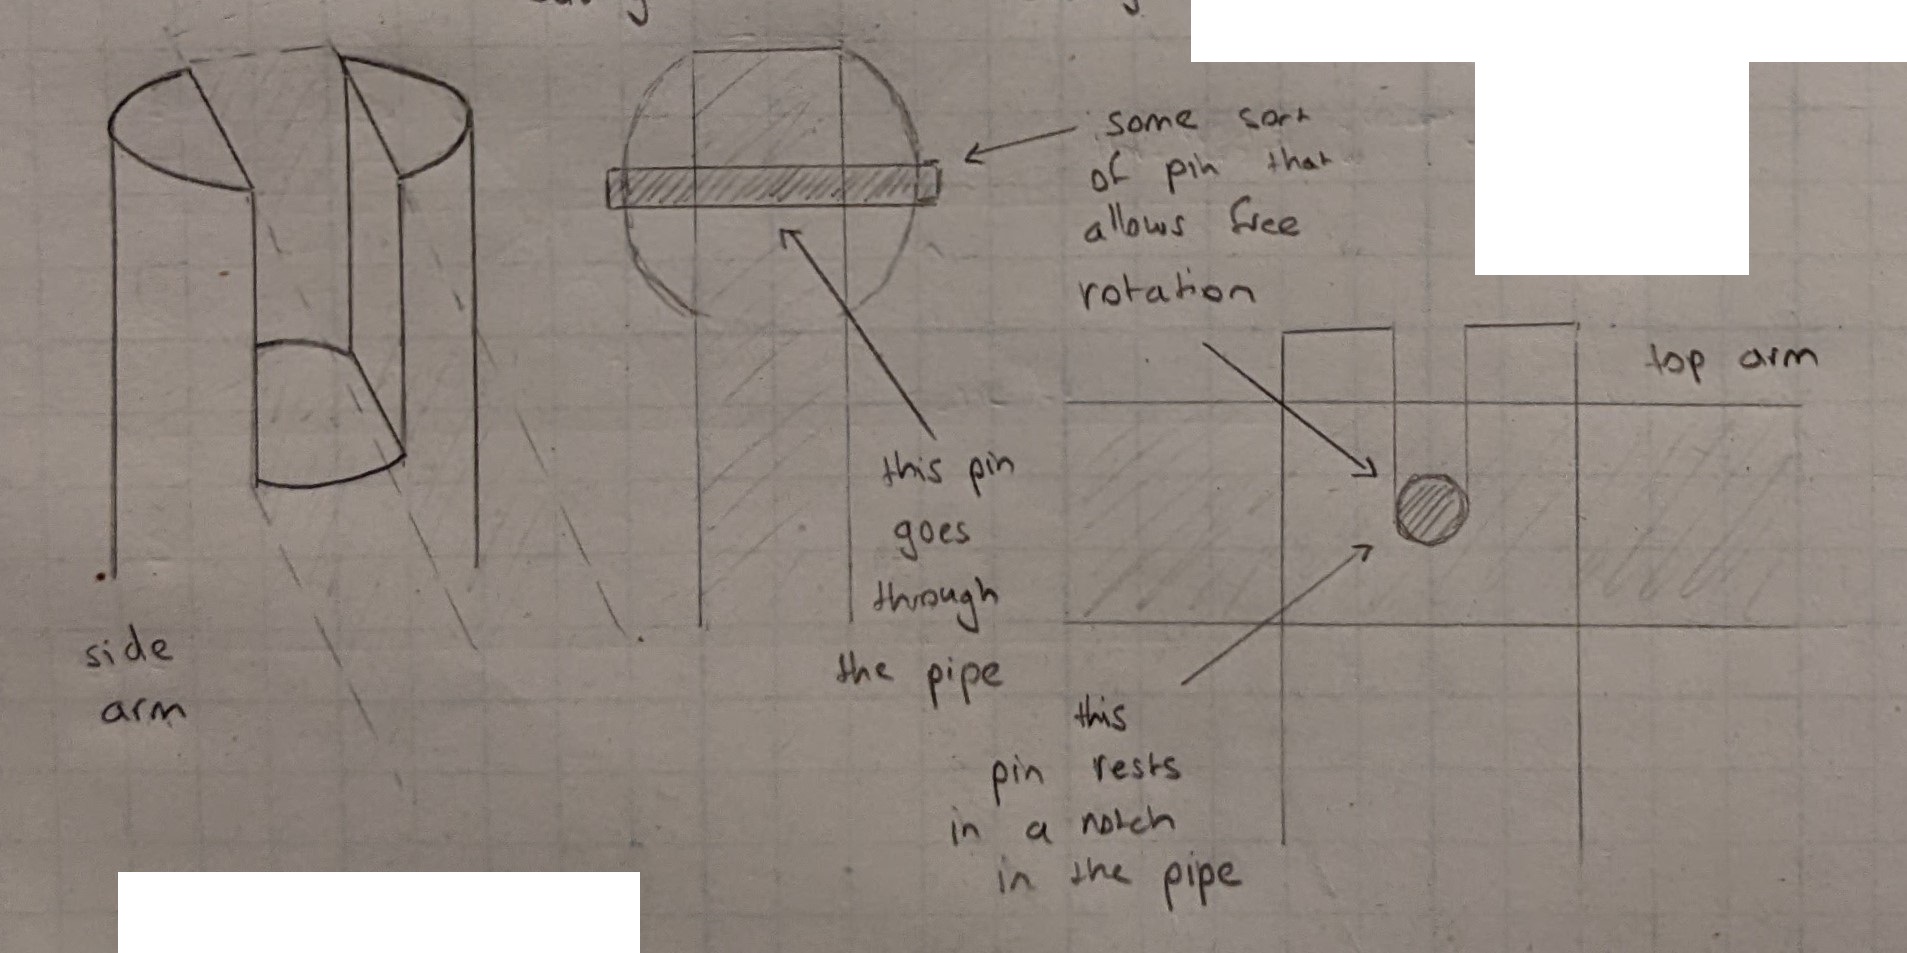 some sort
of pin that
allows free
rotation
top arm
this pin
goes
through
the pipe
side
arm
this
pin rests
in a notch
in the pipe